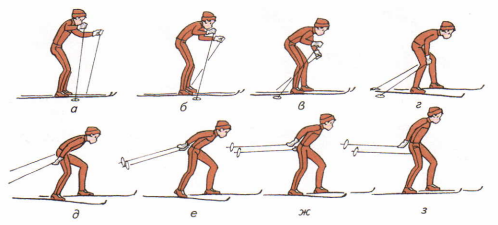 а б в г
д е ж з